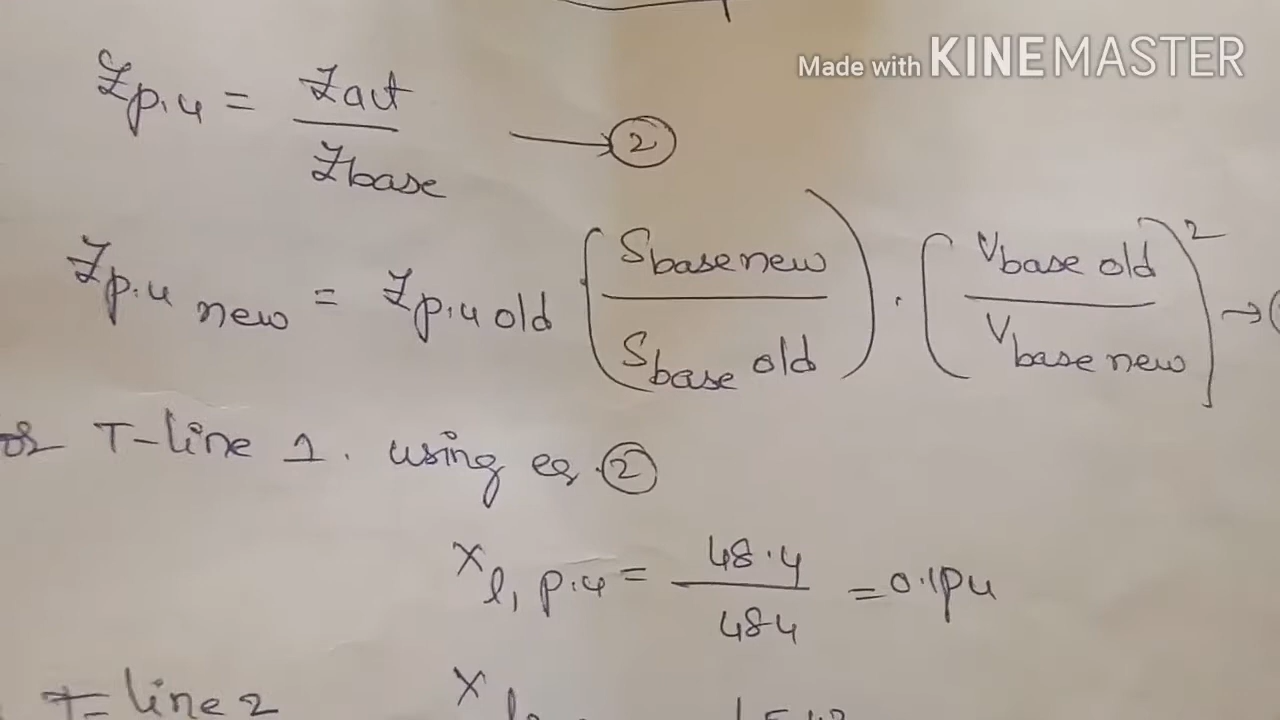 Made with KINEMASTER
Zp.u = Zact / Zbase → ②
Zp.u new = Zp.u old (Sbase new / Sbase old) . (Vbase old / Vbase new)² →
T-line 1. using eq. ②
Xl1 p.u = 48.4 / 484 = 0.1pu
T-line 2 X